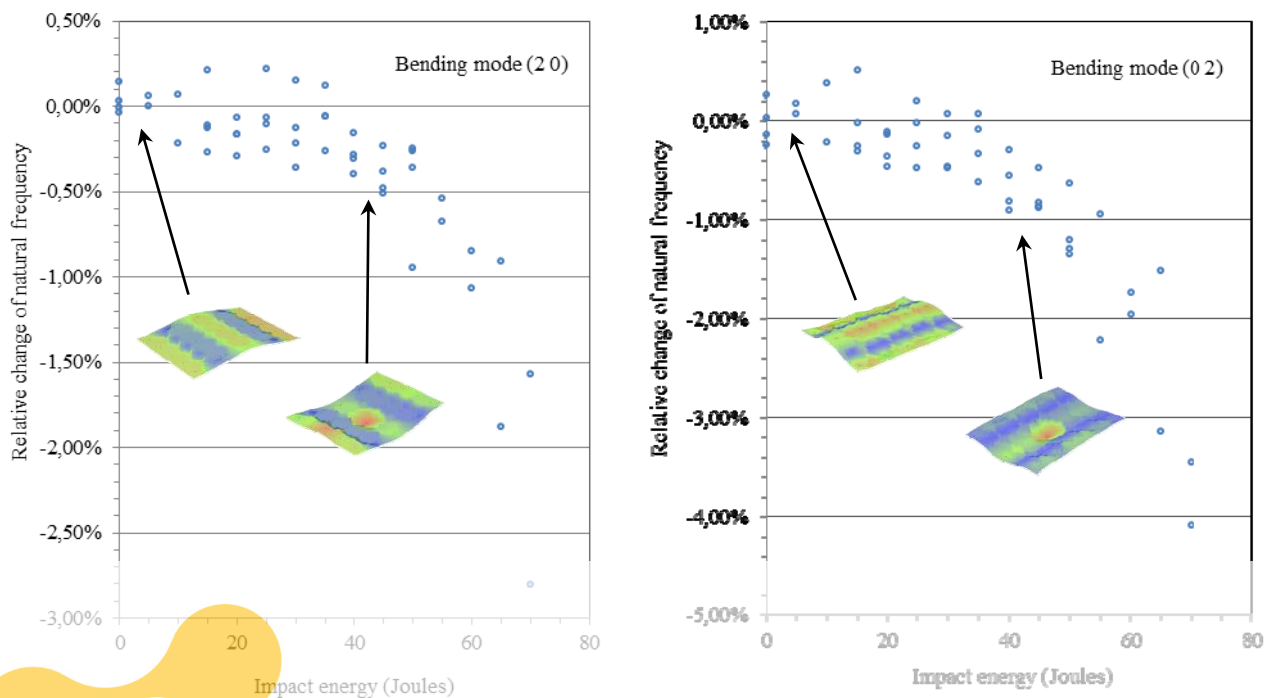 0,50%
Bending mode (2 0)
0,00%
-0,50%
-1,00%
-1,50%
-2,00%
-2,50%
-3,00%
0 20 40 60 80
Relative change of natural frequency
Impact energy (Joules)
1,00%
Bending mode (0 2)
0,00%
-1,00%
-2,00%
-3,00%
-4,00%
-5,00%
0 20 40 60 80
Relative change of natural frequency
Impact energy (Joules)